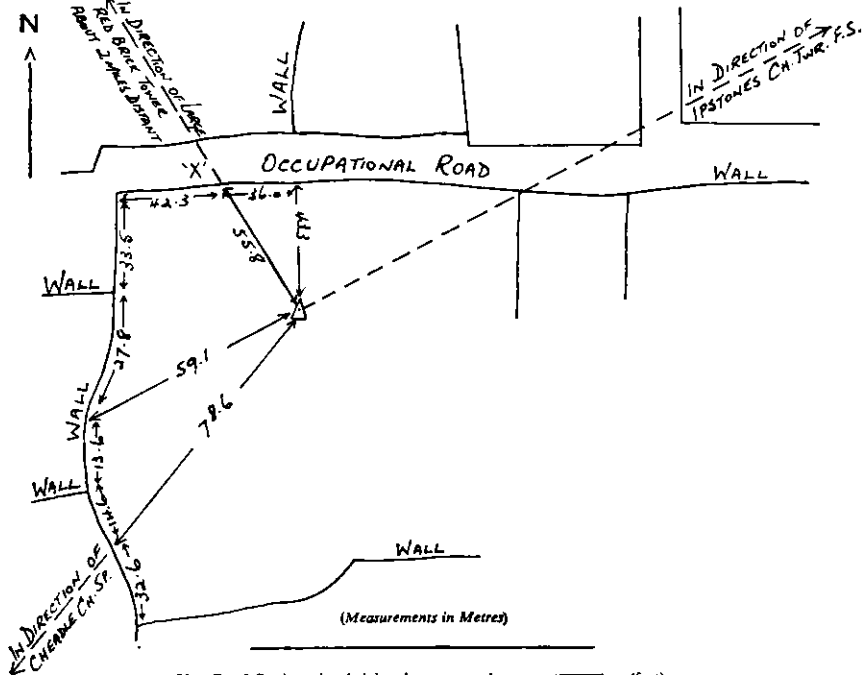 N
IN DIRECTION OF LARGE
RED BRICK TOWER
ABOUT 2 MILES DISTANT
WALL
IN DIRECTION OF
IPSTONES CH. TWR. F.S.
'X'
OCCUPATIONAL ROAD
WALL
42.3
36.0
55.8
33.5
WALL
27.8
59.1
78.6
WALL
13.6
WALL
14.6
32.6
WALL
IN DIRECTION OF
CHEADLE CH. SP.
(Measurements in Metres)